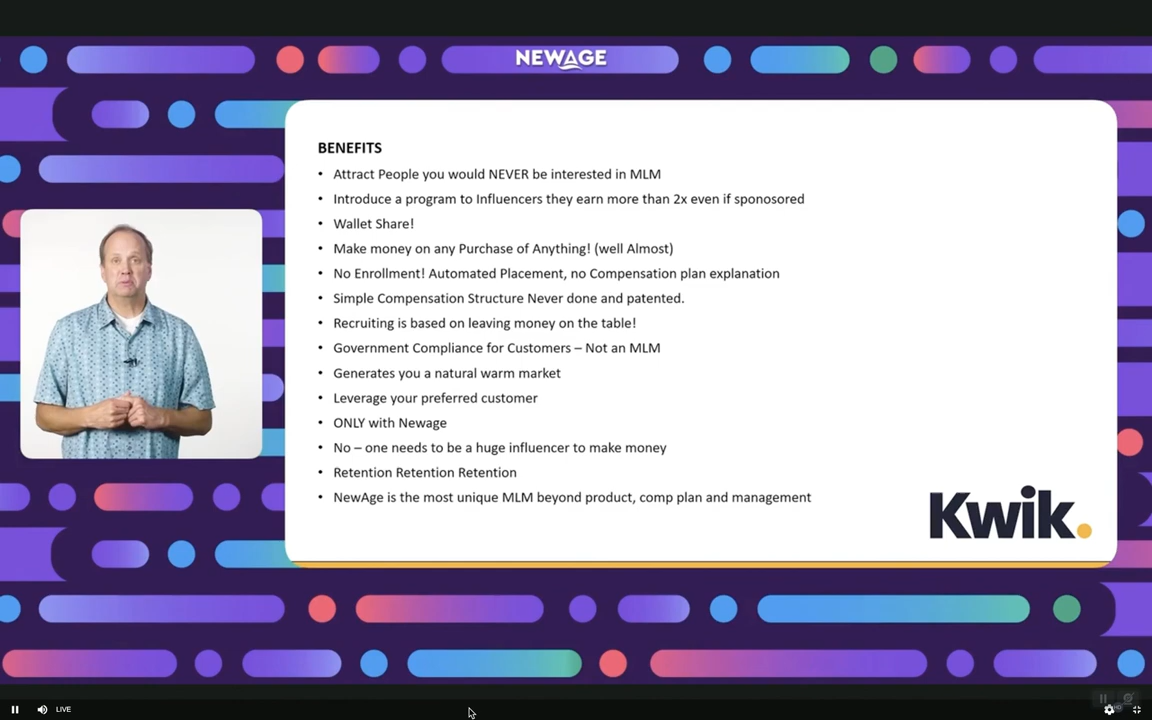 NEWAGE
BENEFITS
• Attract People you would NEVER be interested in MLM
• Introduce a program to Influencers they earn more than 2x even if sponosored
• Wallet Share!
• Make money on any Purchase of Anything! (well Almost)
• No Enrollment! Automated Placement, no Compensation plan explanation
• Simple Compensation Structure Never done and patented.
• Recruiting is based on leaving money on the table!
• Government Compliance for Customers – Not an MLM
• Generates you a natural warm market
• Leverage your preferred customer
• ONLY with Newage
• No – one needs to be a huge influencer to make money
• Retention Retention Retention
• NewAge is the most unique MLM beyond product, comp plan and management
Kwik.
LIVE